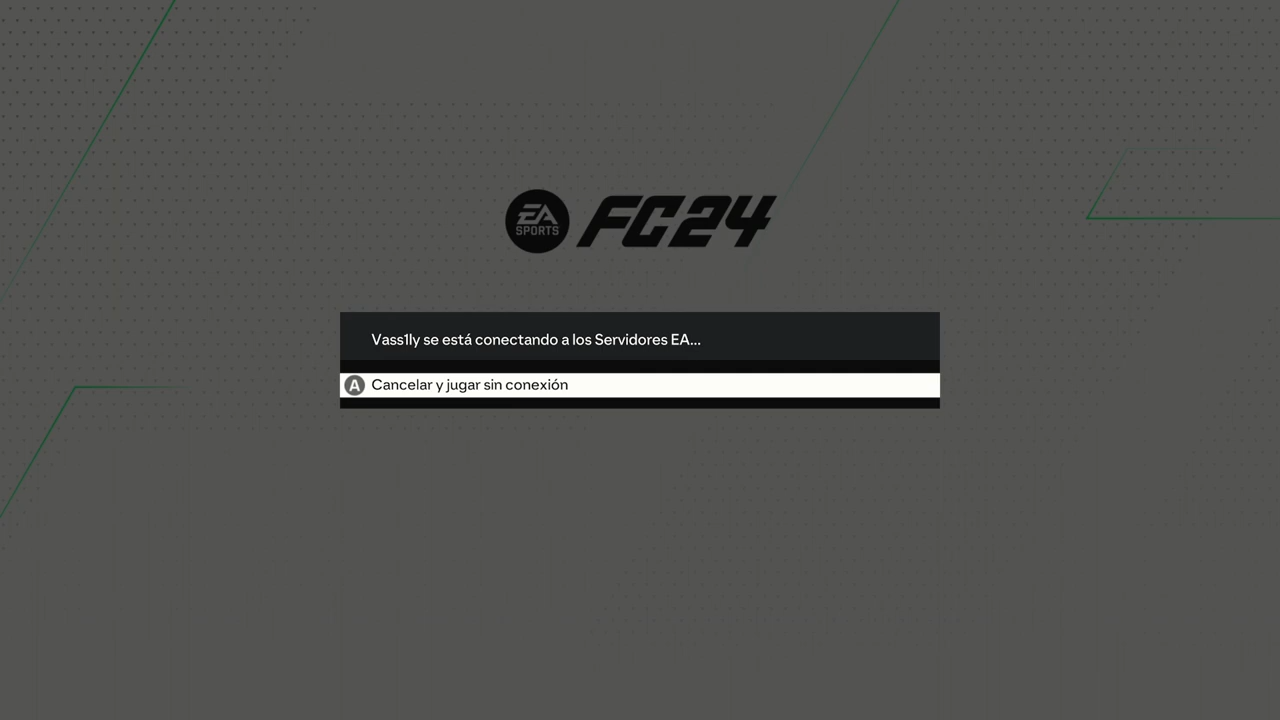 EA SPORTS FC24
Vass1ly se está conectando a los Servidores EA...
A Cancelar y jugar sin conexión